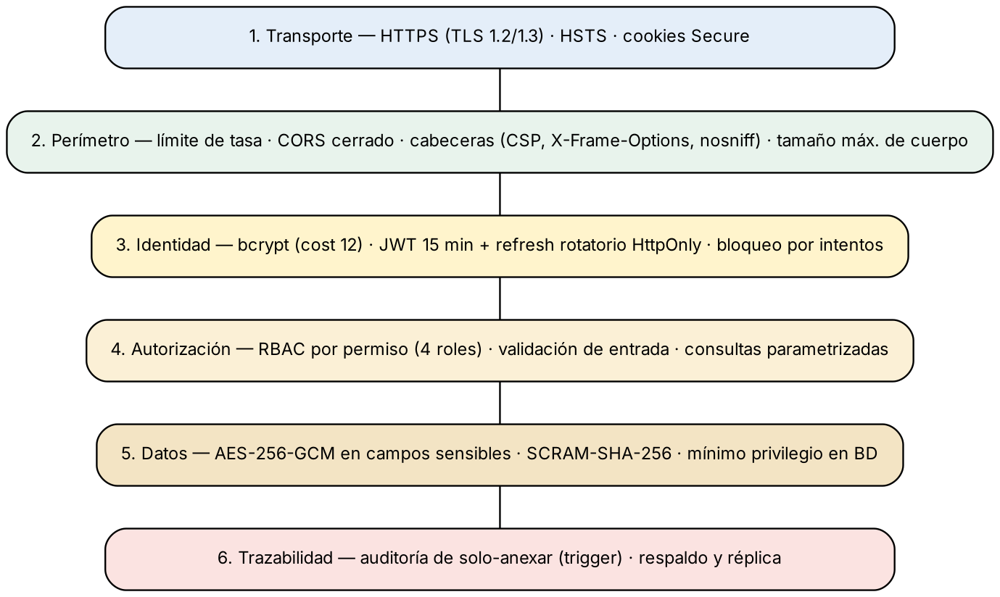 1. Transporte — HTTPS (TLS 1.2/1.3) · HSTS · cookies Secure
2. Perímetro — límite de tasa · CORS cerrado · cabeceras (CSP, X-Frame-Options, nosniff) · tamaño máx. de cuerpo
3. Identidad — bcrypt (cost 12) · JWT 15 min + refresh rotatorio HttpOnly · bloqueo por intentos
4. Autorización — RBAC por permiso (4 roles) · validación de entrada · consultas parametrizadas
5. Datos — AES-256-GCM en campos sensibles · SCRAM-SHA-256 · mínimo privilegio en BD
6. Trazabilidad — auditoría de solo-anexar (trigger) · respaldo y réplica